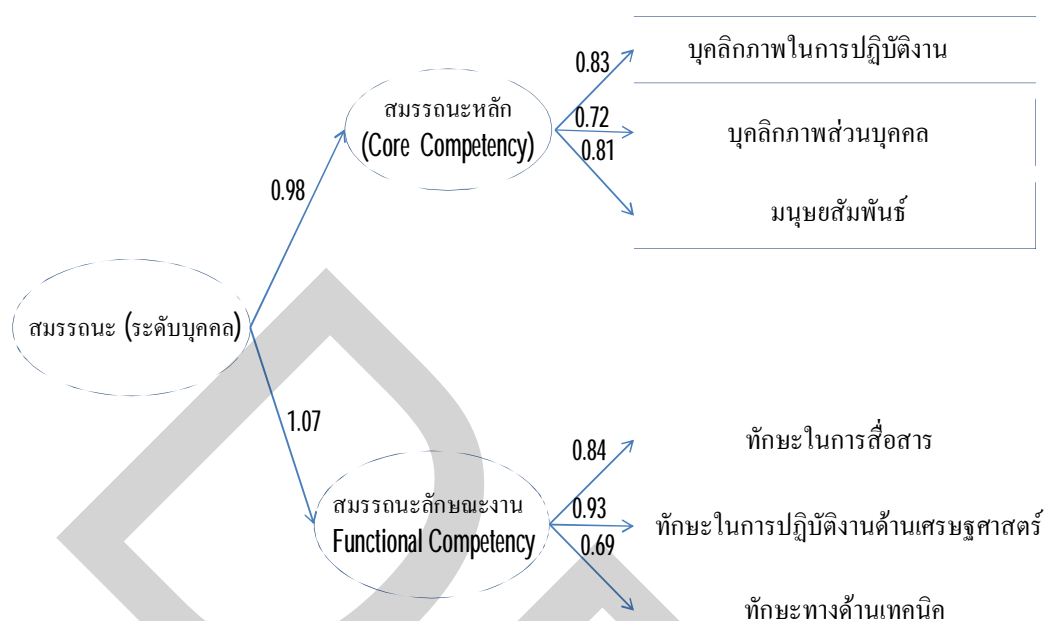 บุคลิกภาพในการปฏิบัติงาน
0.83
สมรรถนะหลัก
(Core Competency)
0.72
บุคลิกภาพส่วนบุคคล
0.81
0.98
มนุษยสัมพันธ์
สมรรถนะ (ระดับบุคคล)
1.07
0.84
ทักษะในการสื่อสาร
สมรรถนะลักษณะงาน
Functional Competency
0.93
ทักษะในการปฏิบัติงานด้านเศรษฐศาสตร์
0.69
ทักษะทางด้านเทคนิค